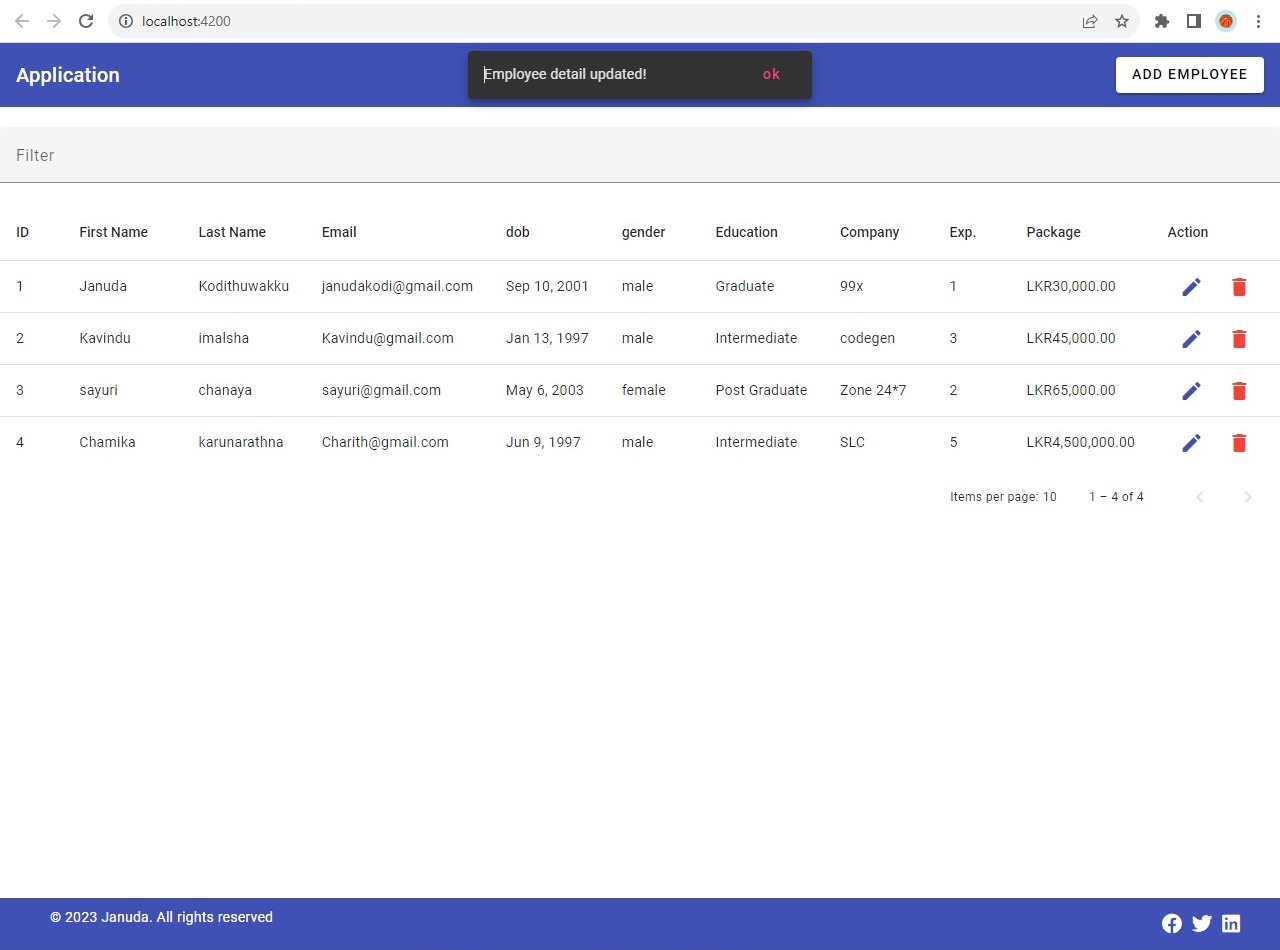 localhost:4200
Application
Employee detail updated!
ok
ADD EMPLOYEE
Filter
ID First Name Last Name Email dob gender Education Company Exp. Package Action
1 Januda Kodithuwakku janudakodi@gmail.com Sep 10, 2001 male Graduate 99x 1 LKR30,000.00
2 Kavindu imalsha Kavindu@gmail.com Jan 13, 1997 male Intermediate codegen 3 LKR45,000.00
3 sayuri chanaya sayuri@gmail.com May 6, 2003 female Post Graduate Zone 24*7 2 LKR65,000.00
4 Chamika karunarathna Charith@gmail.com Jun 9, 1997 male Intermediate SLC 5 LKR4,500,000.00
Items per page: 10 1 – 4 of 4
© 2023 Januda. All rights reserved